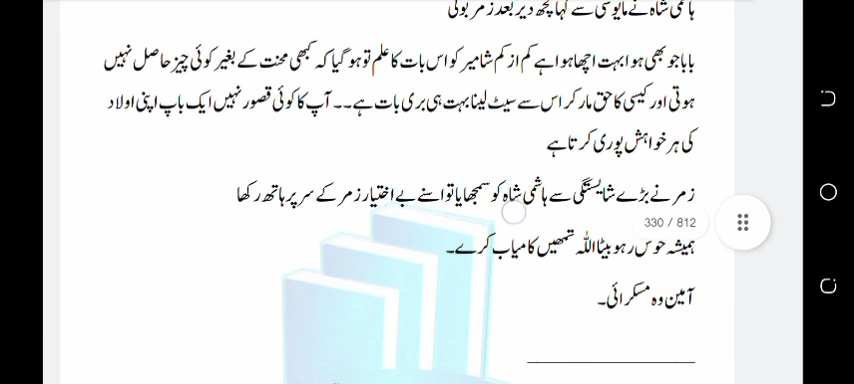 ہاشمی شاہ نے مایوسی سے کہا کچھ دیر بعد زمر بولی
بابا جو بھی ہوا بہت اچھا ہوا ہے کم از کم شامیر کو اس بات کا علم تو ہو گیا کہ کبھی محنت کے بغیر کوئی چیز حاصل نہیں
ہوتی اور کیسی کا حق مار کر اس سے سیٹ لینا بہت ہی بری بات ہے۔۔ آپ کا کوئی قصور نہیں ایک باپ اپنی اولاد
کی ہر خواہش پوری کرتا ہے
زمر نے بڑے شایستگی سے ہاشمی شاہ کو سمجھایا تو اسنے بے اختیار زمر کے سر پر ہاتھ رکھا
330 / 812
ہمیشہ خوس رہو بیٹا اللہ تمھیں کامیاب کرے۔
آمین وہ مسکرائی۔